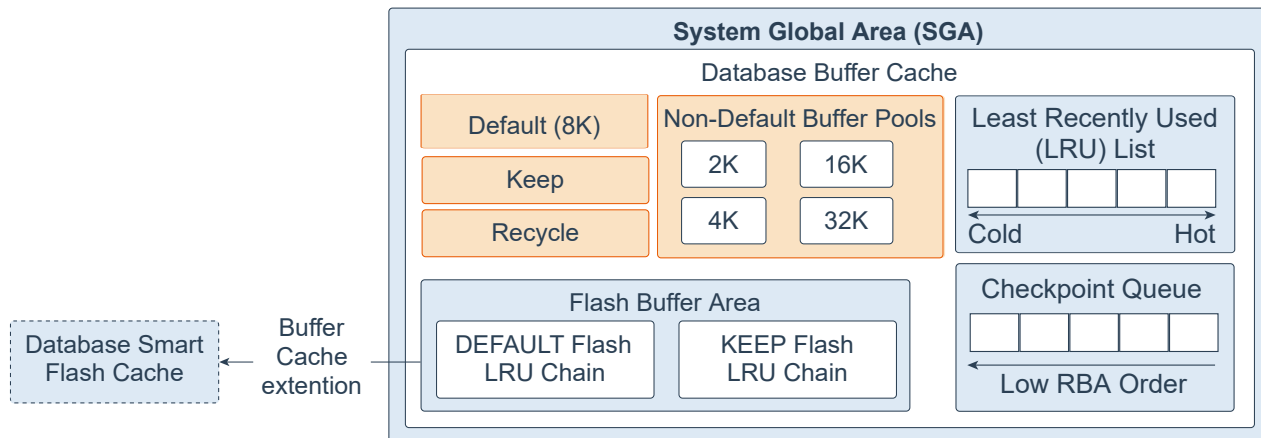 System Global Area (SGA)
Database Buffer Cache
Default (8K)
Keep
Recycle
Non-Default Buffer Pools
2K
16K
4K
32K
Least Recently Used
(LRU) List
Cold
Hot
Flash Buffer Area
DEFAULT Flash
LRU Chain
KEEP Flash
LRU Chain
Checkpoint Queue
Low RBA Order
Buffer
Cache
extention
Database Smart
Flash Cache